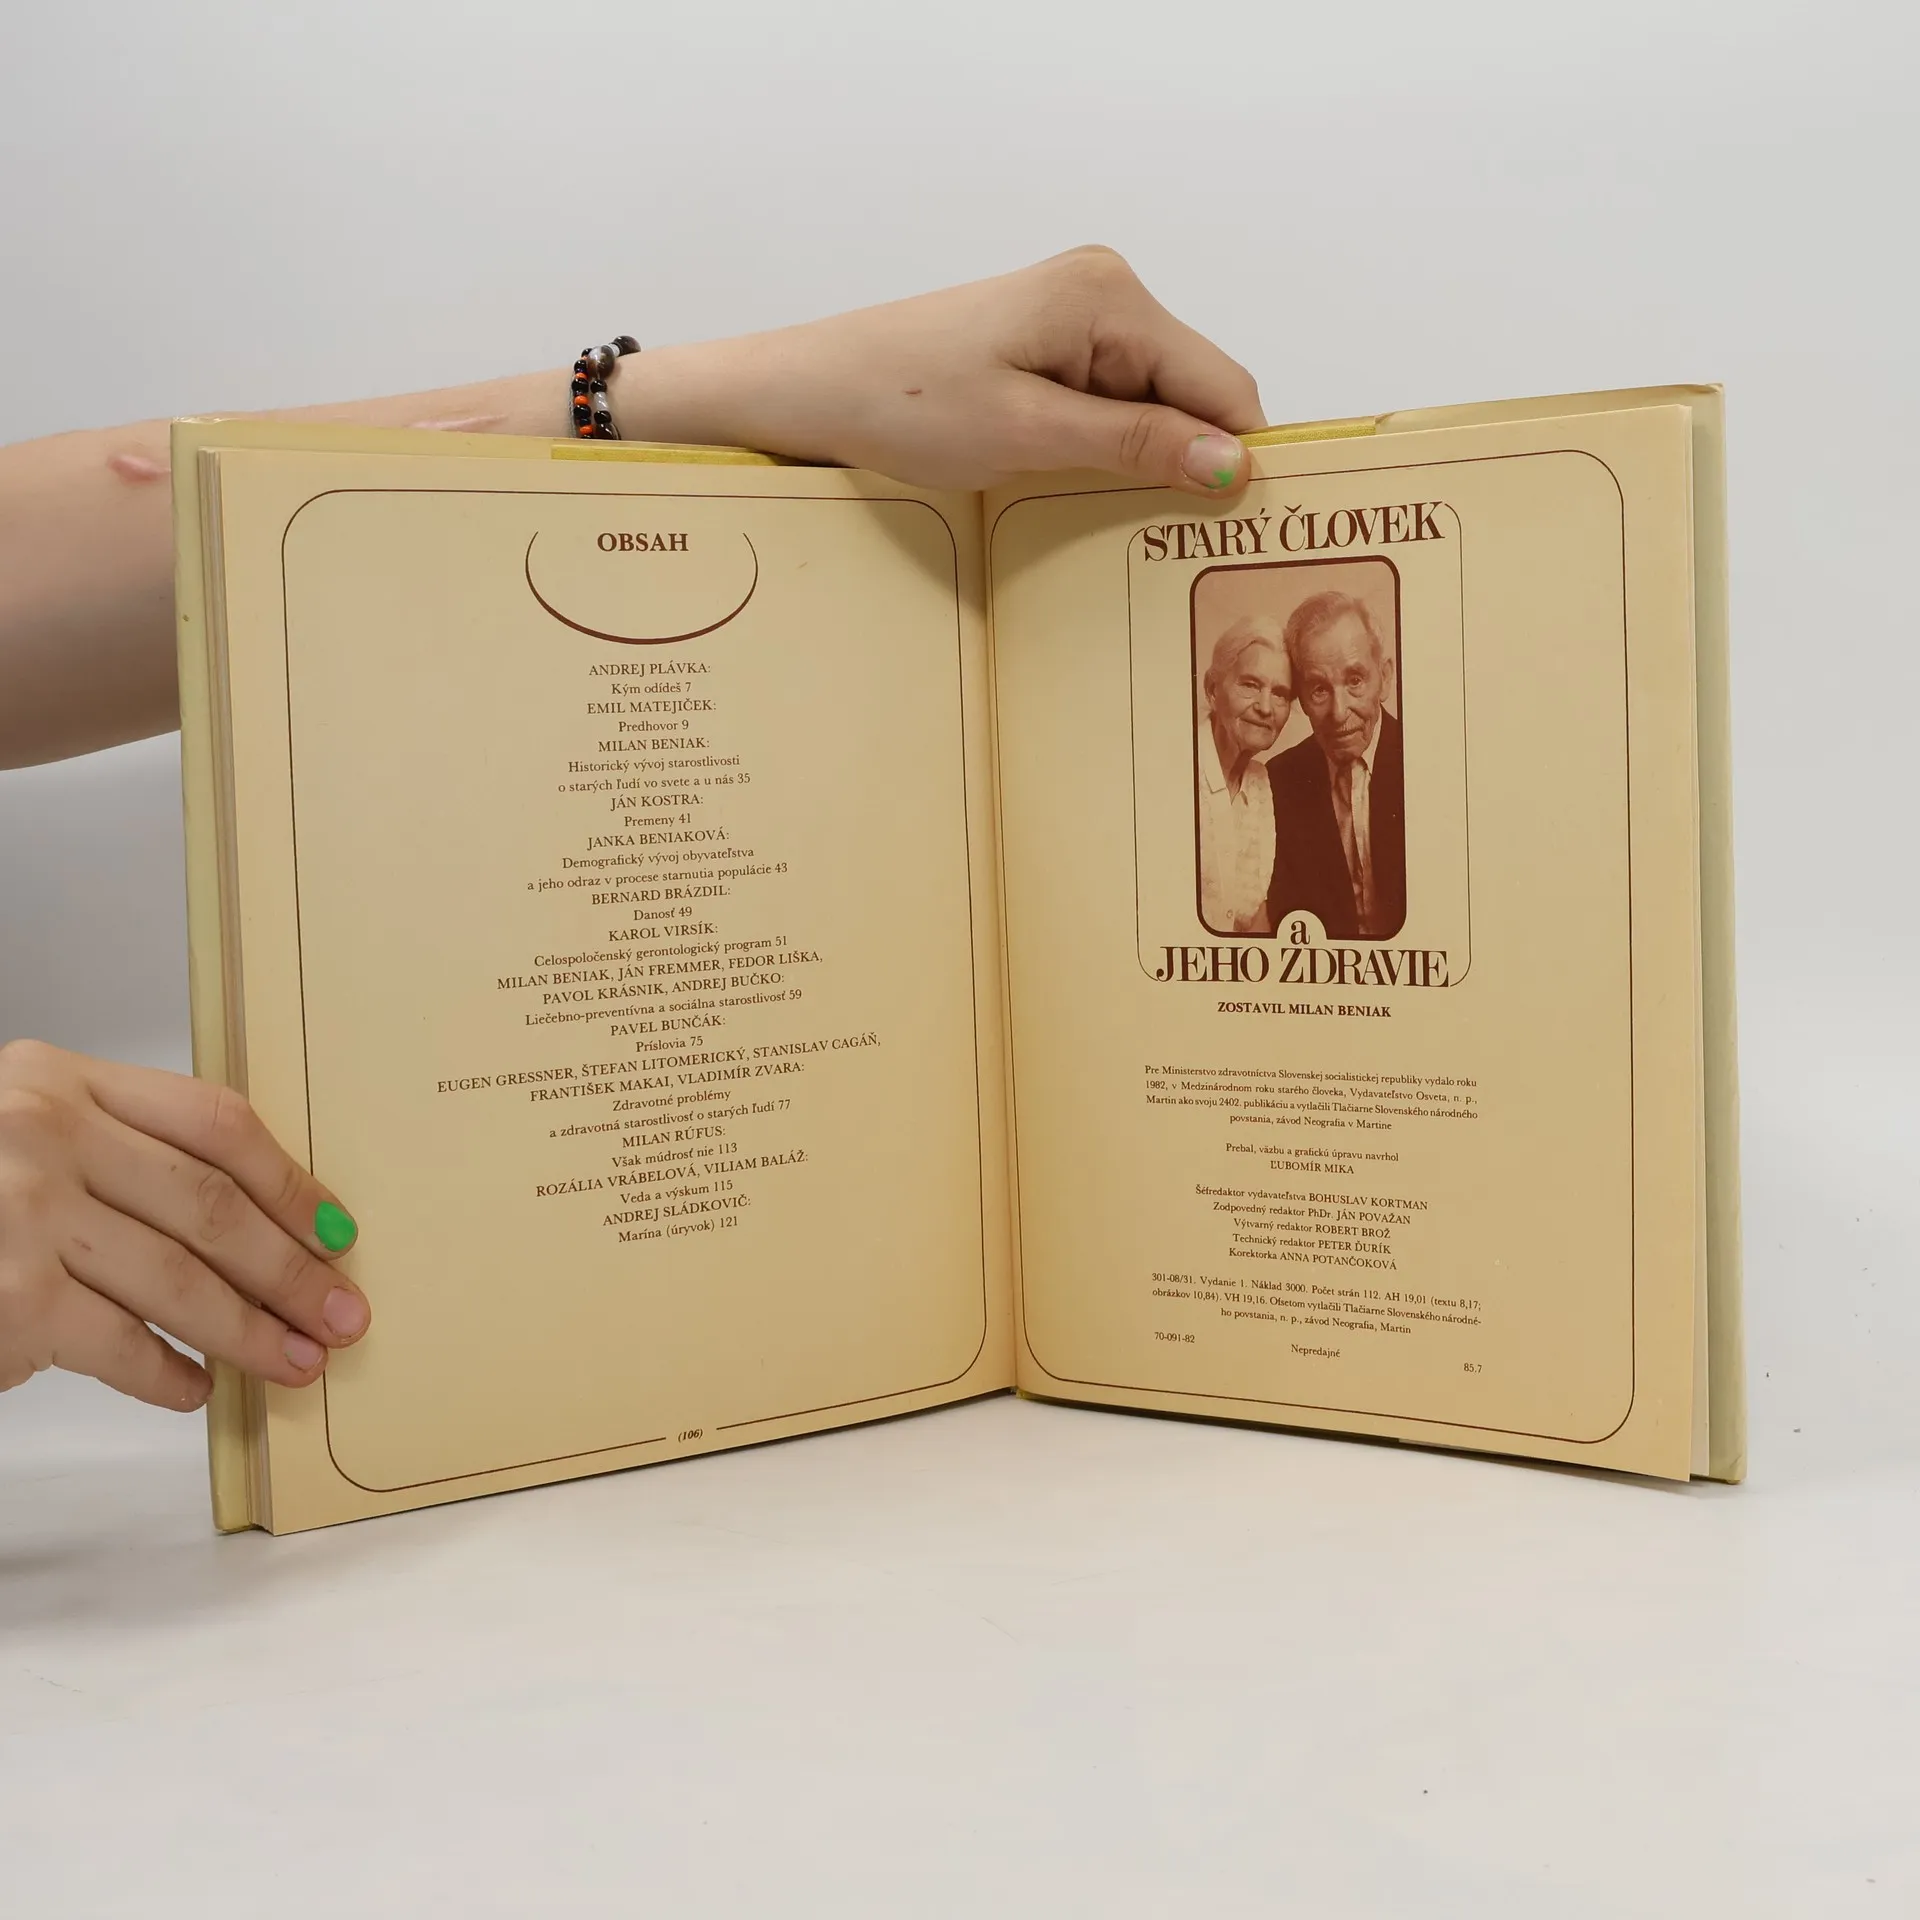 OBSAH
ANDREJ PLÁVKA:
Kým odídeš 7
EMIL MATEJIČEK:
Predhovor 9
MILAN BENIAK:
Historický vývoj starostlivosti
o starých ľudí vo svete a u nás 35
JÁN KOSTRA:
Premeny 41
JANKA BENIAKOVÁ:
Demografický vývoj obyvateľstva
a jeho odraz v procese starnutia populácie 43
BERNARD BRÁZDIL:
Danosť 49
KAROL VIRSÍK:
Celospoločenský gerontologický program 51
MILAN BENIAK, JÁN FREMMER, FEDOR LIŠKA,
PAVOL KRÁSNIK, ANDREJ BUČKO:
Liečebno-preventívna a sociálna starostlivosť 59
PAVEL BUNČÁK:
Príslovia 75
EUGEN GRESSNER, ŠTEFAN LITOMERICKÝ, STANISLAV CAGÁŇ,
FRANTIŠEK MAKAI, VLADIMÍR ZVARA:
Zdravotné problémy
a zdravotná starostlivosť o starých ľudí 77
MILAN RÚFUS:
Však múdrosť nie 113
ROZÁLIA VRÁBELOVÁ, VILIAM BALÁŽ:
Veda a výskum 115
ANDREJ SLÁDKOVIČ:
Marína (úryvok) 121
(106)
STARÝ ČLOVEK
a
JEHO ZDRAVIE
ZOSTAVIL MILAN BENIAK
Pre Ministerstvo zdravotníctva Slovenskej socialistickej republiky vydalo roku
1982, v Medzinárodnom roku starého človeka, Vydavateľstvo Osveta, n. p.,
Martin ako svoju 2402. publikáciu a vytlačili Tlačiarne Slovenského národného
povstania, závod Neografia v Martine
Prebal, väzbu a grafickú úpravu navrhol
ĽUBOMÍR MIKA
Šéfredaktor vydavateľstva BOHUSLAV KORTMAN
Zodpovedný redaktor PhDr. JÁN POVAŽAN
Výtvarný redaktor ROBERT BROŽ
Technický redaktor PETER ĎURÍK
Korektorka ANNA POTANČOKOVÁ
301-08/31. Vydanie 1. Náklad 3000. Počet strán 112. AH 19,01 (textu 8,17;
obrázkov 10,84). VH 19,16. Ofsetom vytlačili Tlačiarne Slovenského národné-
ho povstania, n. p., závod Neografia, Martin
70-091-82
Nepredajné
85.7